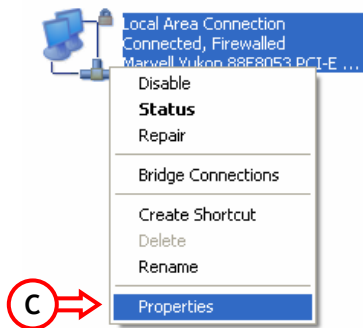 Local Area Connection
Connected, Firewalled
Marvell Yukon 88E8053 PCI-E ...
Disable
Status
Repair
Bridge Connections
Create Shortcut
Delete
Rename
C
Properties